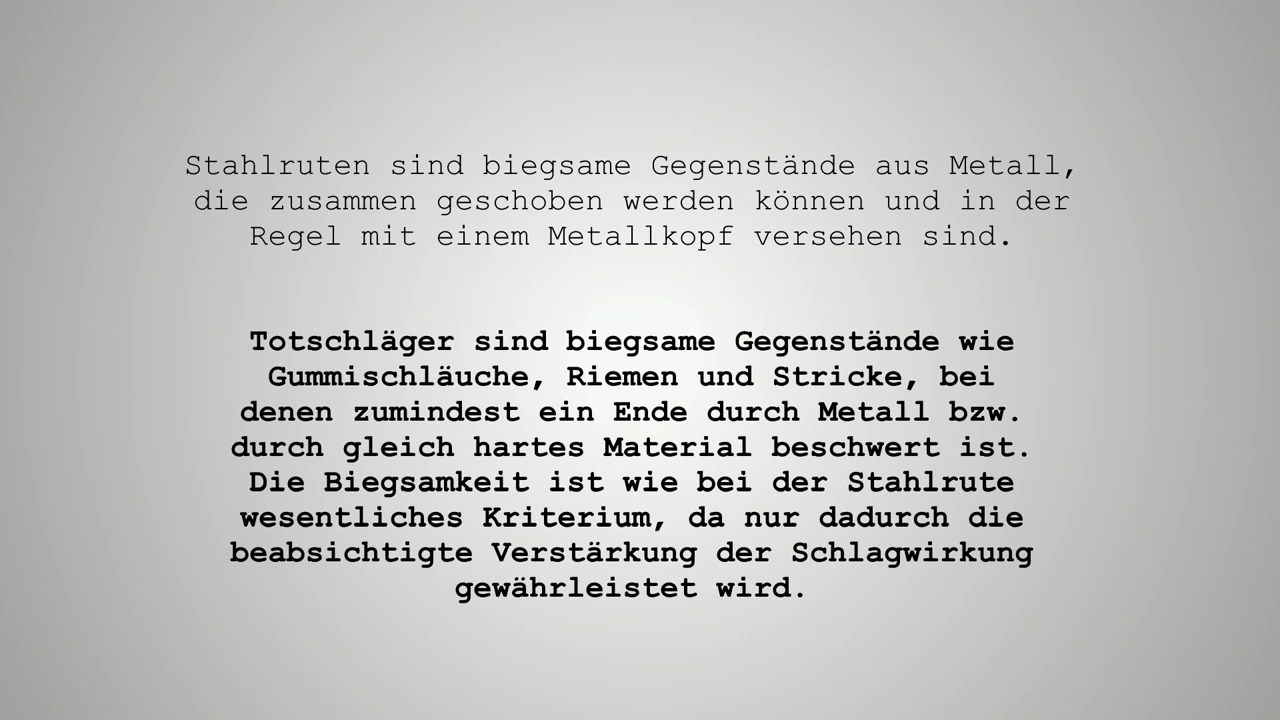 Stahlruten sind biegsame Gegenstände aus Metall,
die zusammen geschoben werden können und in der
Regel mit einem Metallkopf versehen sind.
Totschläger sind biegsame Gegenstände wie
Gummischläuche, Riemen und Stricke, bei
denen zumindest ein Ende durch Metall bzw.
durch gleich hartes Material beschwert ist.
Die Biegsamkeit ist wie bei der Stahlrute
wesentliches Kriterium, da nur dadurch die
beabsichtigte Verstärkung der Schlagwirkung
gewährleistet wird.